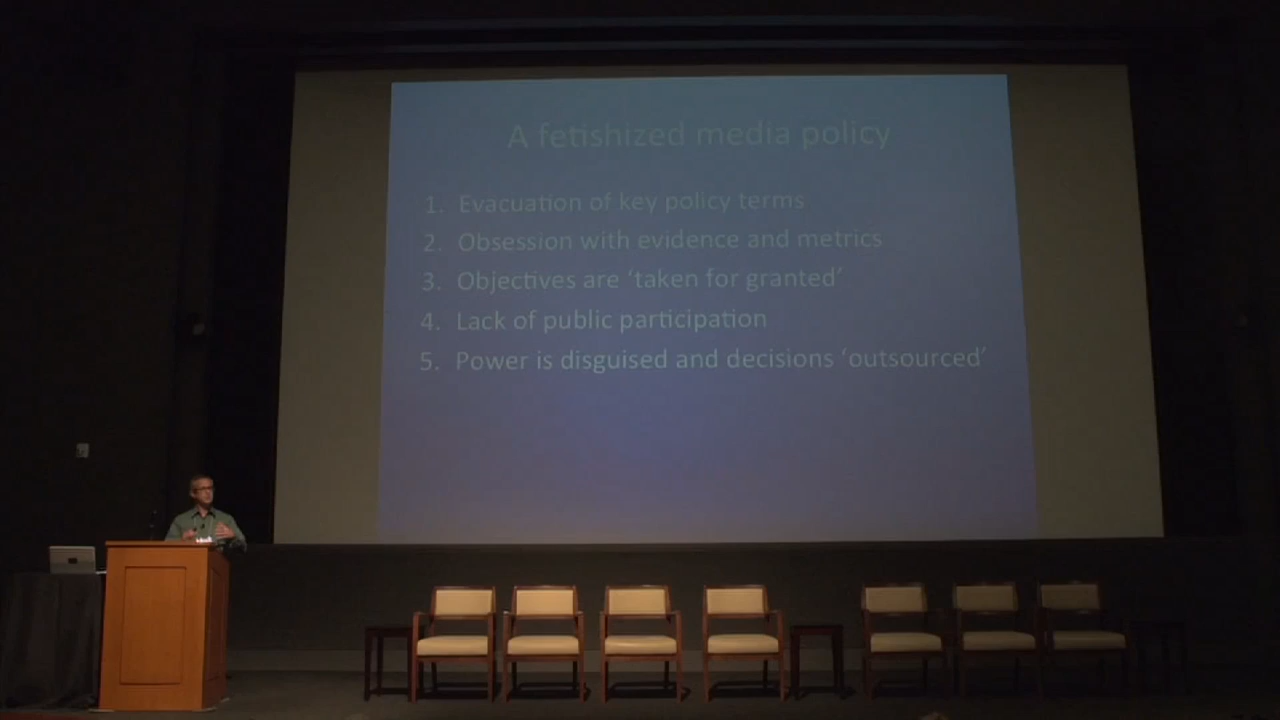 A fetishized media policy
1. Evacuation of key policy terms
2. Obsession with evidence and metrics
3. Objectives are ‘taken for granted’
4. Lack of public participation
5. Power is disguised and decisions ‘outsourced’